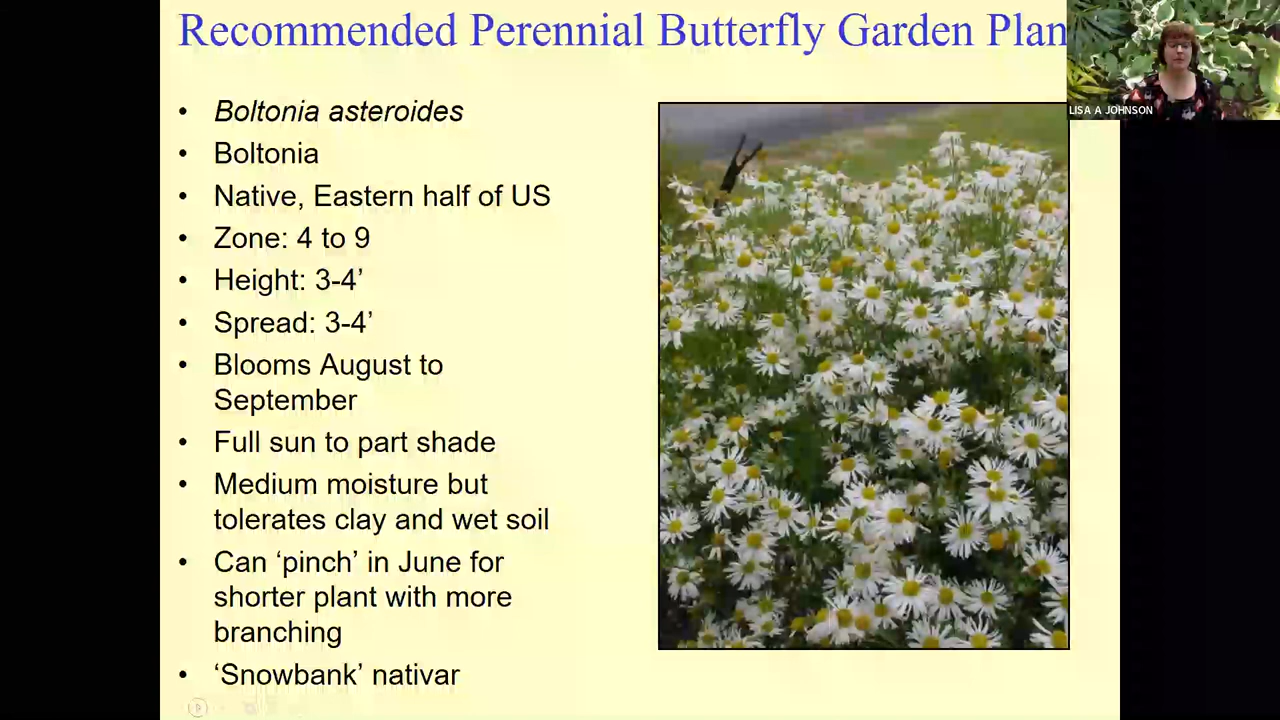 Recommended Perennial Butterfly Garden Plan
LISA A JOHNSON
• Boltonia asteroides
• Boltonia
• Native, Eastern half of US
• Zone: 4 to 9
• Height: 3-4’
• Spread: 3-4’
• Blooms August to
September
• Full sun to part shade
• Medium moisture but
tolerates clay and wet soil
• Can ‘pinch’ in June for
shorter plant with more
branching
• ‘Snowbank’ nativar